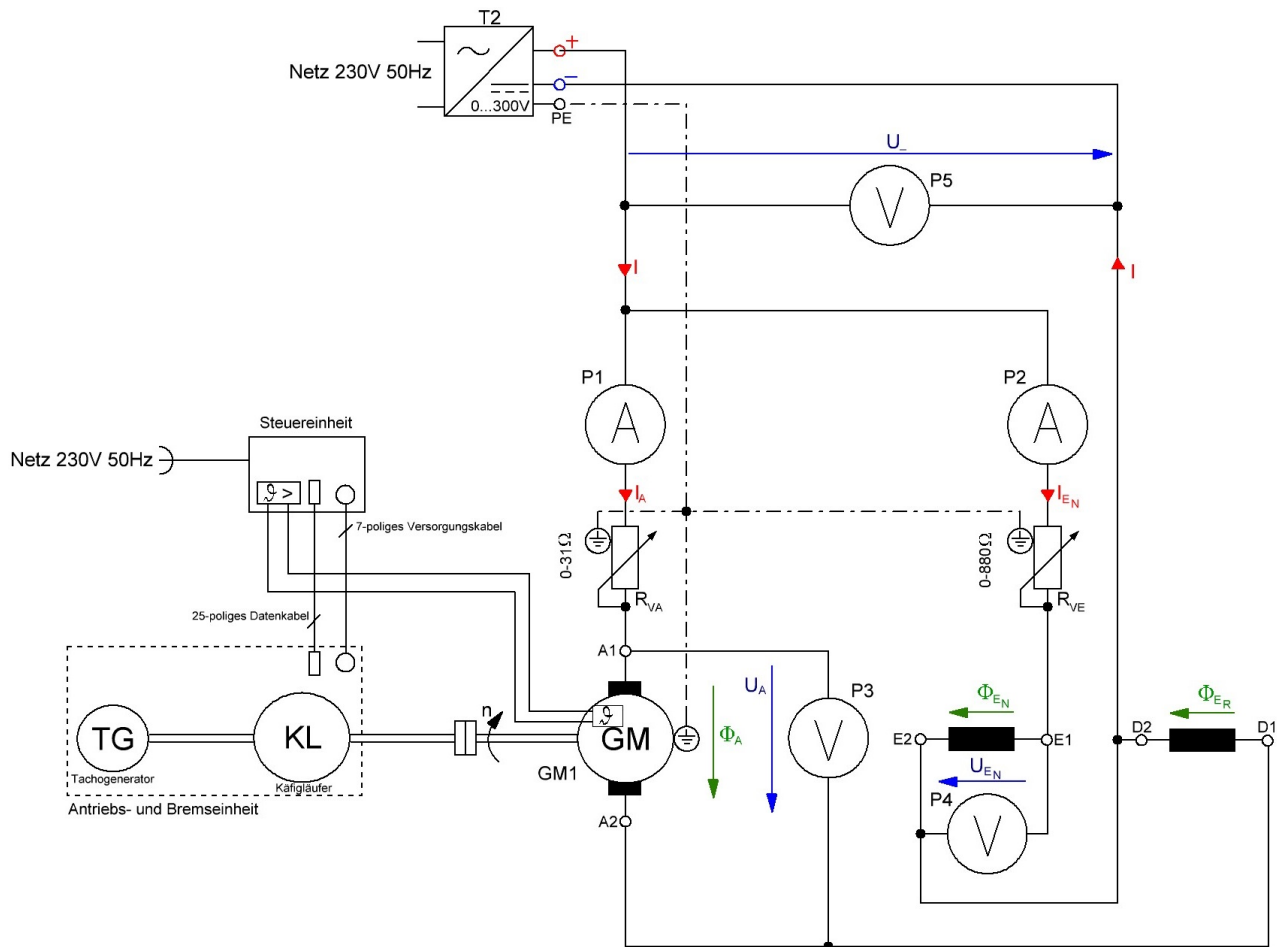 T2
+
Netz 230V 50Hz
−
0...300V
PE
U_
P5
V
I
I
P1
P2
A
A
Steuereinheit
Netz 230V 50Hz
ϑ >
I_A
I_EN
7-poliges Versorgungskabel
0-31Ω
0-880Ω
R_VA
R_VE
25-poliges Datenkabel
A1
U_A
P3
Φ_EN
Φ_ER
n
ϑ
Φ_A
V
TG
KL
GM
E2
E1
D2
D1
GM1
Tachogenerator
Käfigläufer
U_EN
P4
Antriebs- und Bremseinheit
A2
V